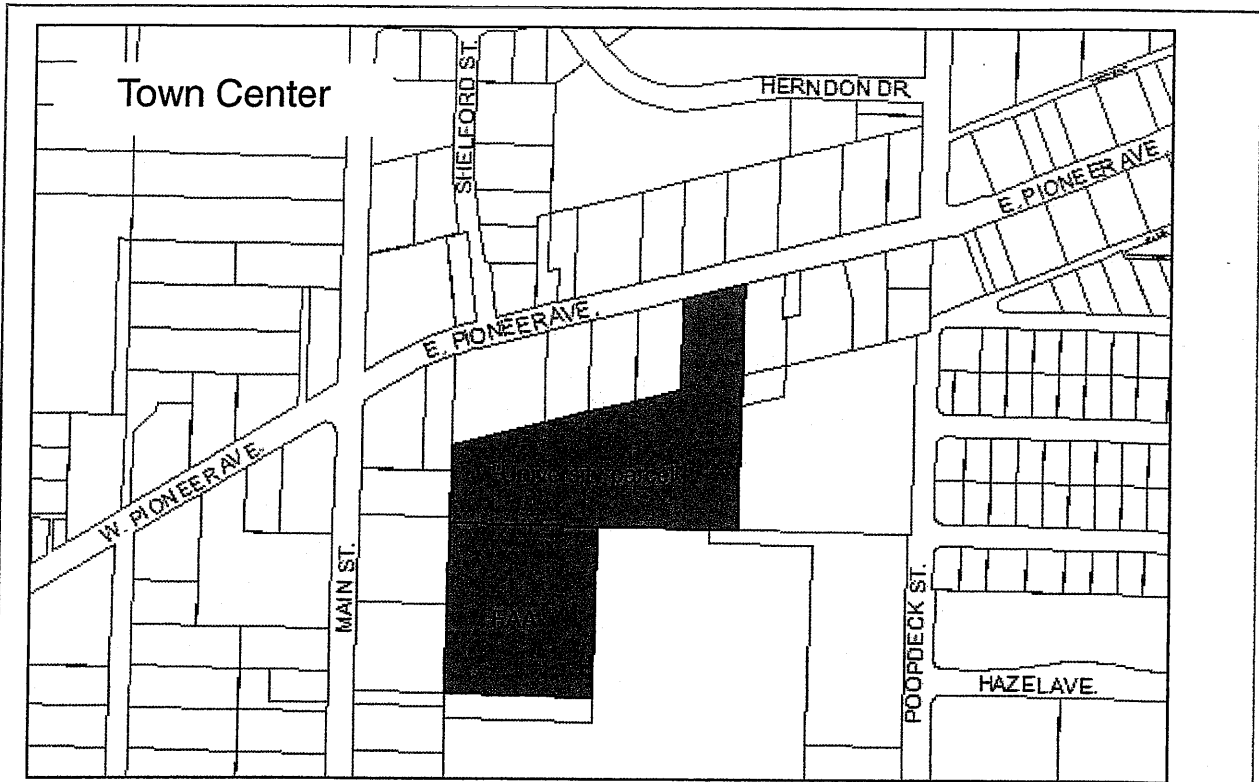 Town Center
SHELFORD ST.
HERNDON DR
E. PIONEER AVE
E. PIONEER AVE.
W. PIONEER AVE.
MAIN ST.
POOPDECK ST.
HAZEL AVE.